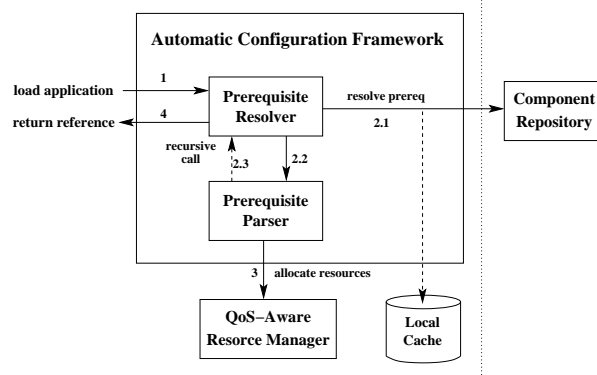 Automatic Configuration Framework
load application
1
return reference
4
Prerequisite
Resolver
resolve prereq
2.1
Component
Repository
recursive
call
2.3
2.2
Prerequisite
Parser
3
allocate resources
QoS–Aware
Resorce Manager
Local
Cache